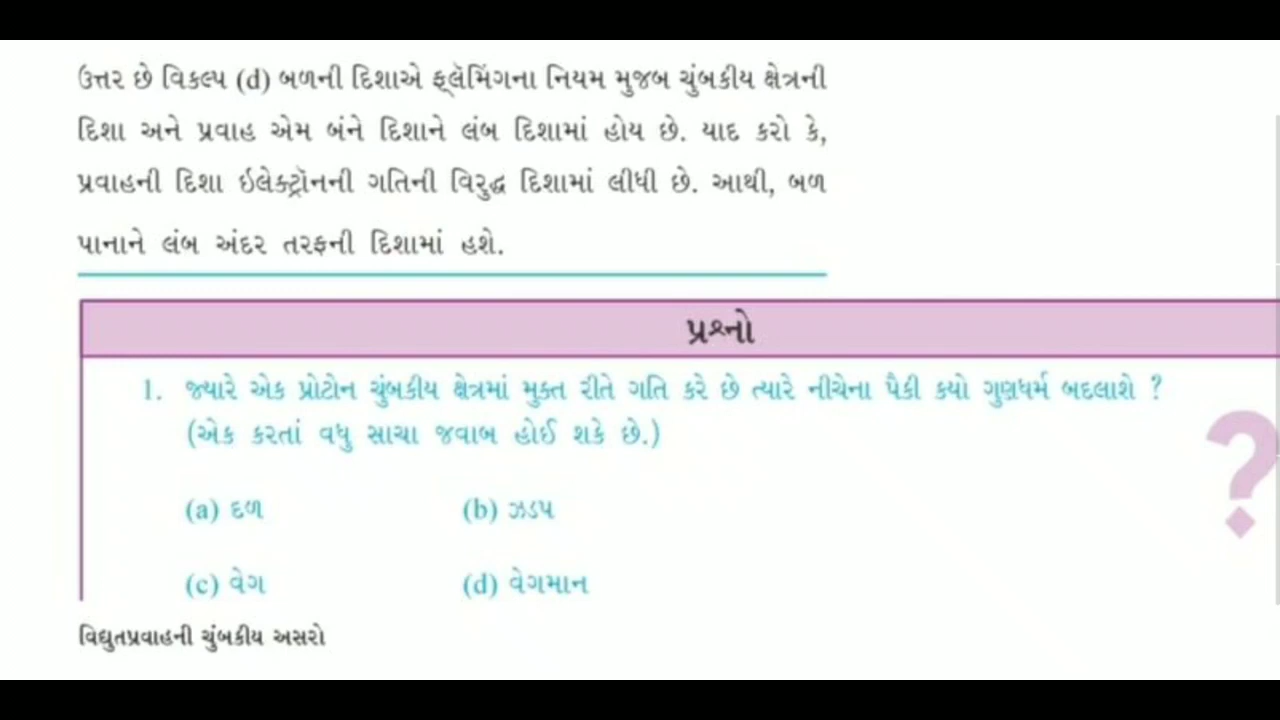 ઉત્તર છે વિકલ્પ (d) બળની દિશાએ ફ્લૅમિંગના નિયમ મુજબ ચુંબકીય ક્ષેત્રની
દિશા અને પ્રવાહ એમ બંને દિશાને લંબ દિશામાં હોય છે. યાદ કરો કે,
પ્રવાહની દિશા ઇલેક્ટ્રૉનની ગતિની વિરુદ્ધ દિશામાં લીધી છે. આથી, બળ
પાનાને લંબ અંદર તરફની દિશામાં હશે.
પ્રશ્નો
1. જ્યારે એક પ્રોટોન ચુંબકીય ક્ષેત્રમાં મુક્ત રીતે ગતિ કરે છે ત્યારે નીચેના પૈકી કયો ગુણધર્મ બદલાશે ?
(એક કરતાં વધુ સાચા જવાબ હોઈ શકે છે.)
?
(a) દળ (b) ઝડપ
(c) વેગ (d) વેગમાન
વિદ્યુતપ્રવાહની ચુંબકીય અસરો